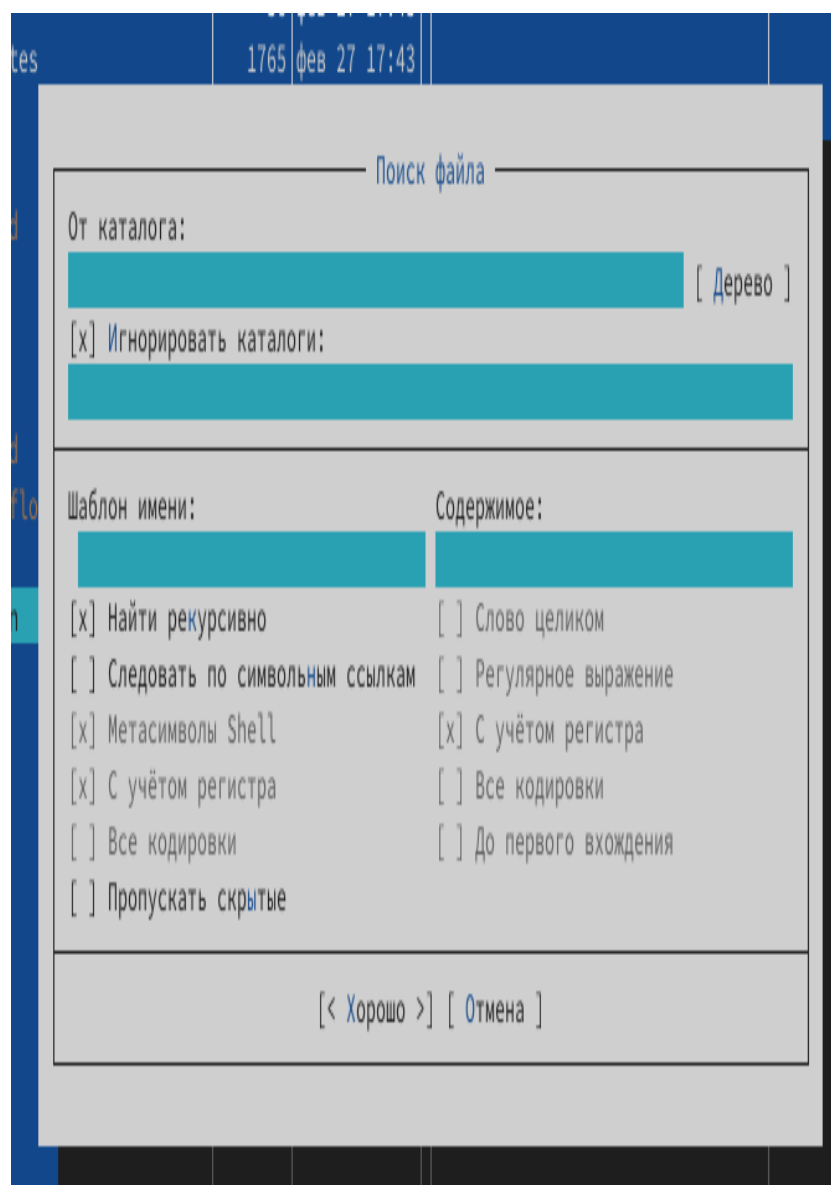 tes 1765 фев 27 17:43
Поиск файла
От каталога:
[ Дерево ]
[x] Игнорировать каталоги:
Шаблон имени: Содержимое:
[x] Найти рекурсивно [ ] Слово целиком
[ ] Следовать по символьным ссылкам [ ] Регулярное выражение
[x] Метасимволы Shell [x] С учётом регистра
[x] С учётом регистра [ ] Все кодировки
[ ] Все кодировки [ ] До первого вхождения
[ ] Пропускать скрытые
[< Хорошо >] [ Отмена ]